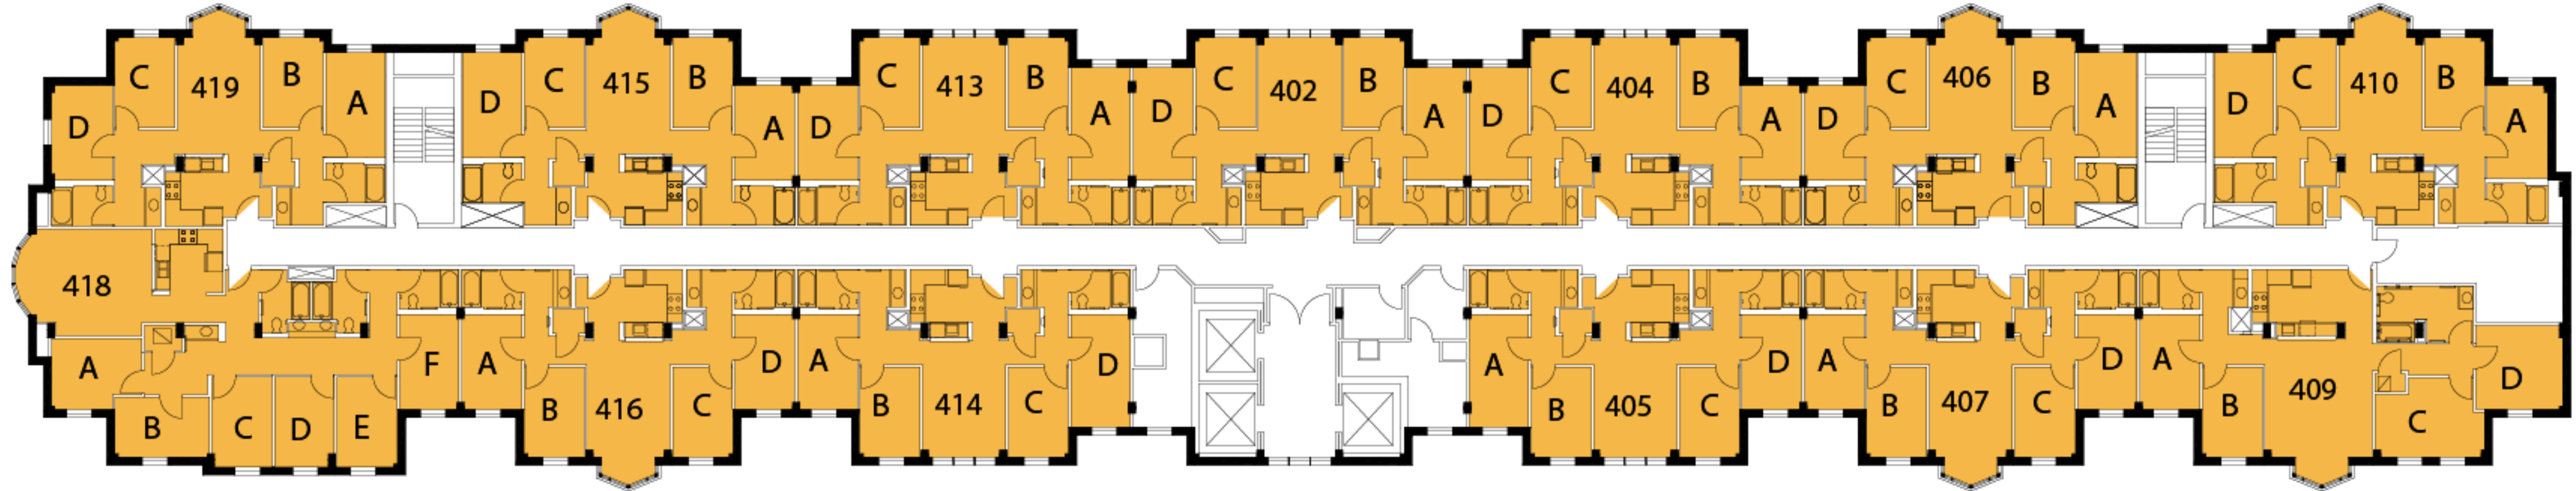 C 419 B
D A
D C 415 B
A
C 413 B
D A
C 402 B
D A
C 404 B
D A
C 406 B
D A
D C 410 B
A
418
A
B C D E F
A D
B 416 C
A D
B 414 C
A D
B 405 C
A D
B 407 C
A D
B 409 C